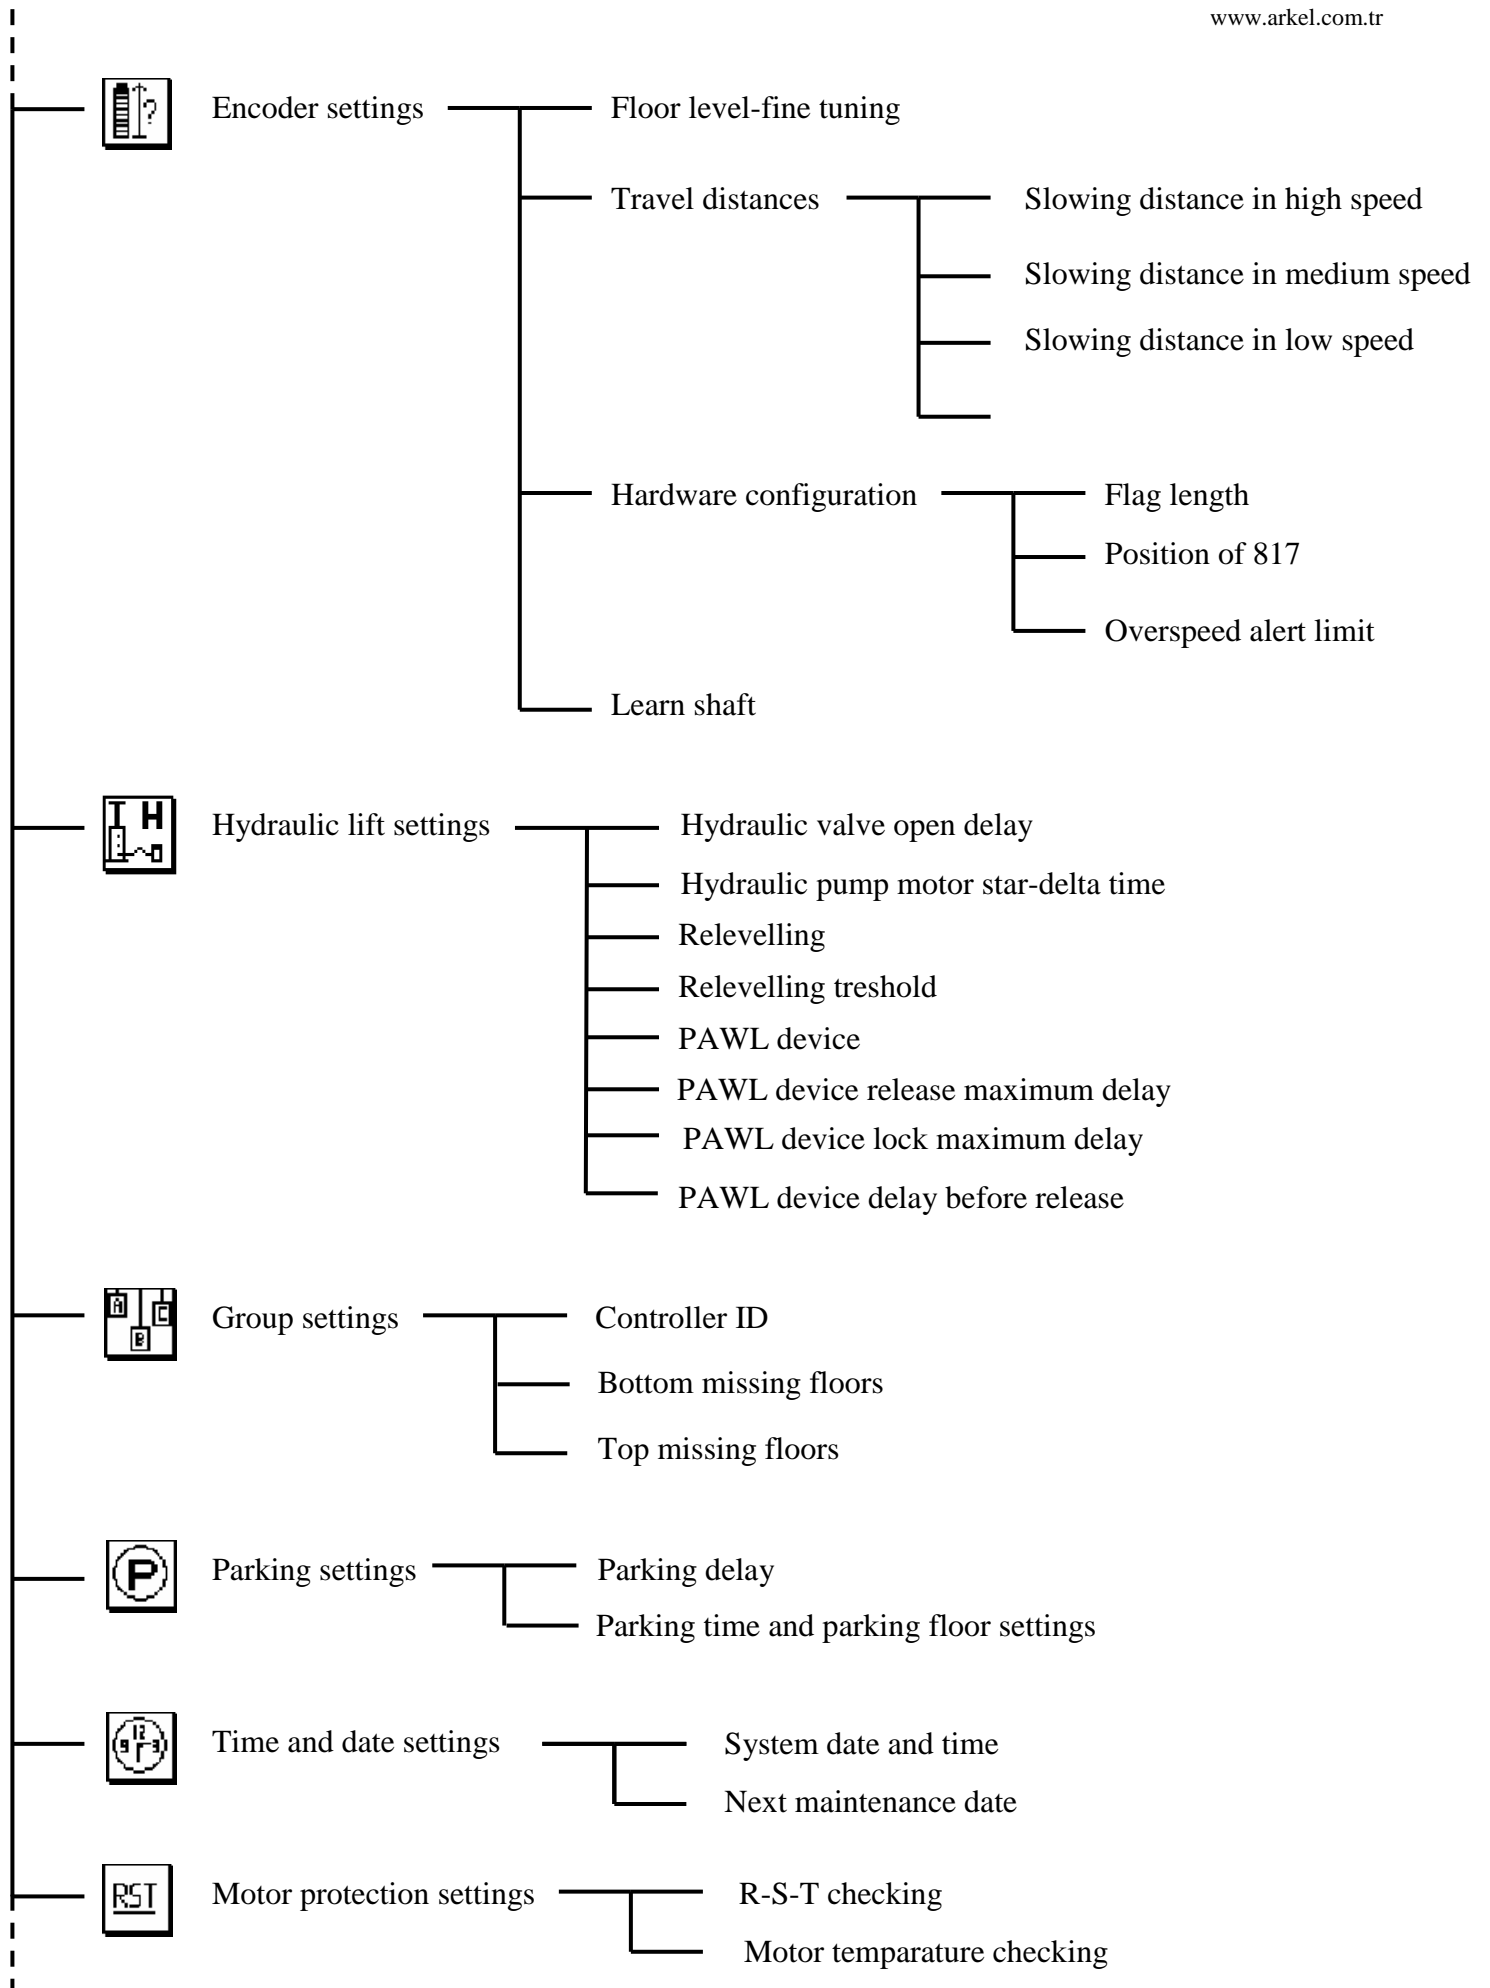 www.arkel.com.tr
?
Encoder settings
Floor level-fine tuning
Travel distances
Slowing distance in high speed
Slowing distance in medium speed
Slowing distance in low speed
Hardware configuration
Flag length
Position of 817
Overspeed alert limit
Learn shaft
H
Hydraulic lift settings
Hydraulic valve open delay
Hydraulic pump motor star-delta time
Relevelling
Relevelling treshold
PAWL device
PAWL device release maximum delay
PAWL device lock maximum delay
PAWL device delay before release
A
C
B
Group settings
Controller ID
Bottom missing floors
Top missing floors
P
Parking settings
Parking delay
Parking time and parking floor settings
12
9 3
Time and date settings
System date and time
Next maintenance date
RST
Motor protection settings
R-S-T checking
Motor temparature checking